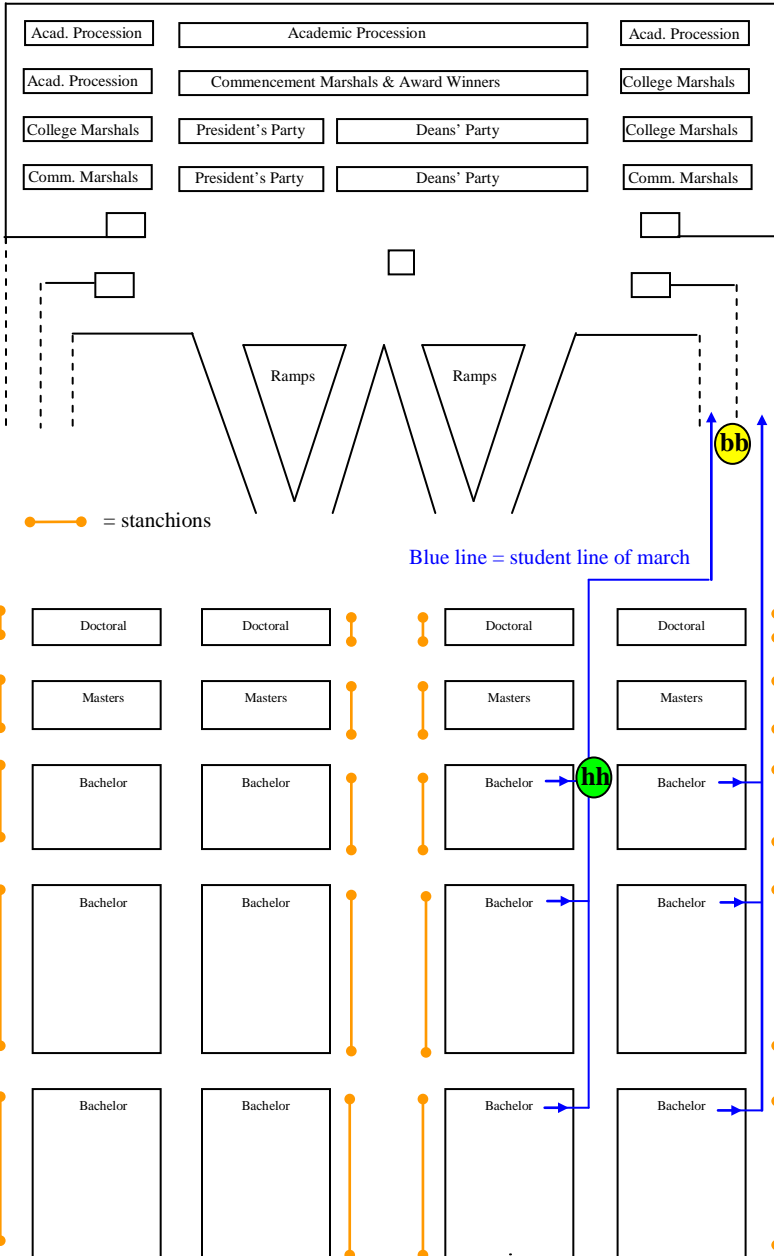 Acad. Procession Academic Procession Acad. Procession
Acad. Procession Commencement Marshals & Award Winners College Marshals
College Marshals President's Party Deans' Party College Marshals
Comm. Marshals President's Party Deans' Party Comm. Marshals
Ramps Ramps
bb
= stanchions
Blue line = student line of march
Doctoral Doctoral Doctoral Doctoral
Masters Masters Masters Masters
Bachelor Bachelor Bachelor hh Bachelor
Bachelor Bachelor Bachelor Bachelor
Bachelor Bachelor Bachelor Bachelor